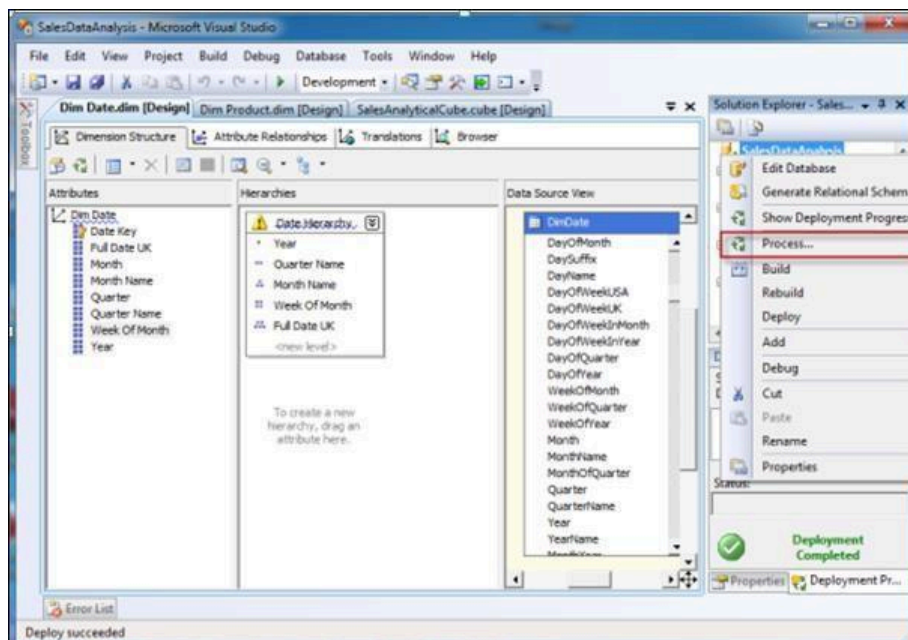 SalesDataAnalysis - Microsoft Visual Studio
File Edit View Project Build Debug Database Tools Window Help
Development
Dim Date.dim [Design] Dim Product.dim [Design] SalesAnalyticalCube.cube [Design]
Toolbox
Dimension Structure Attribute Relationships Translations Browser
Attributes
Dim Date
Date Key
Full Date UK
Month
Month Name
Quarter
Quarter Name
Week Of Month
Year
Hierarchies
Date Hierarchy
Year
Quarter Name
Month Name
Week Of Month
Full Date UK
<new level>
To create a new
hierarchy, drag an
attribute here.
Data Source View
DimDate
DayOfMonth
DaySuffix
DayName
DayOfWeekUSA
DayOfWeekUK
DayOfWeekInMonth
DayOfWeekInYear
DayOfQuarter
DayOfYear
WeekOfMonth
WeekOfQuarter
WeekOfYear
Month
MonthName
MonthOfQuarter
Quarter
QuarterName
Year
YearName
MonthYear
Solution Explorer - Sales...
SalesDataAnalysis
Edit Database
Generate Relational Schem
Show Deployment Progres
Process...
Build
Rebuild
Deploy
Add
Debug
Cut
Paste
Rename
Properties
Status:
Deployment
Completed
Properties Deployment Pr...
Error List
Deploy succeeded